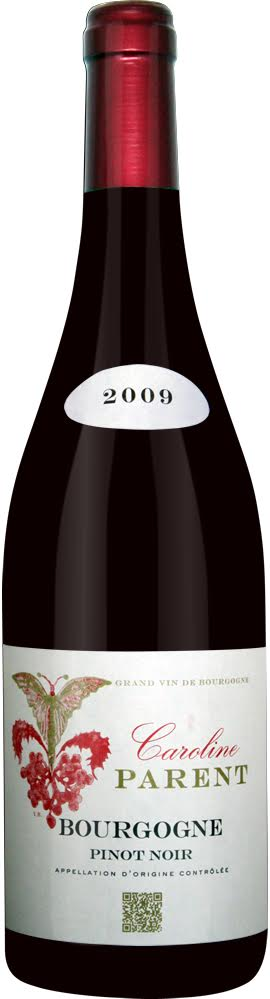 2009
GRAND VIN DE BOURGOGNE
Caroline
PARENT
BOURGOGNE
PINOT NOIR
APPELLATION D'ORIGINE CONTRÔLÉE